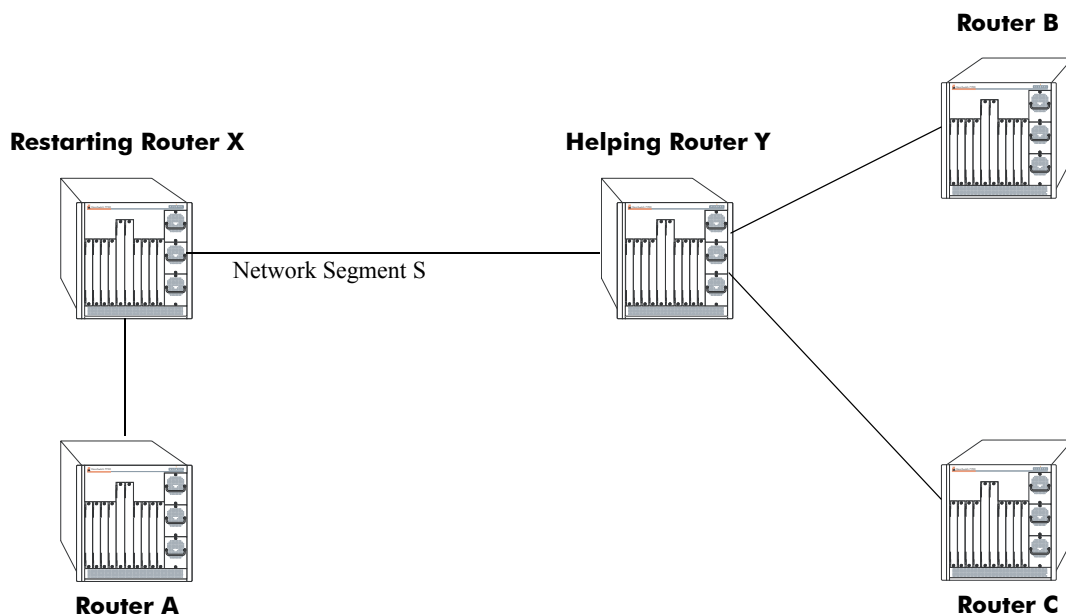 Router B
Restarting Router X
Helping Router Y
Network Segment S
Router A
Router C